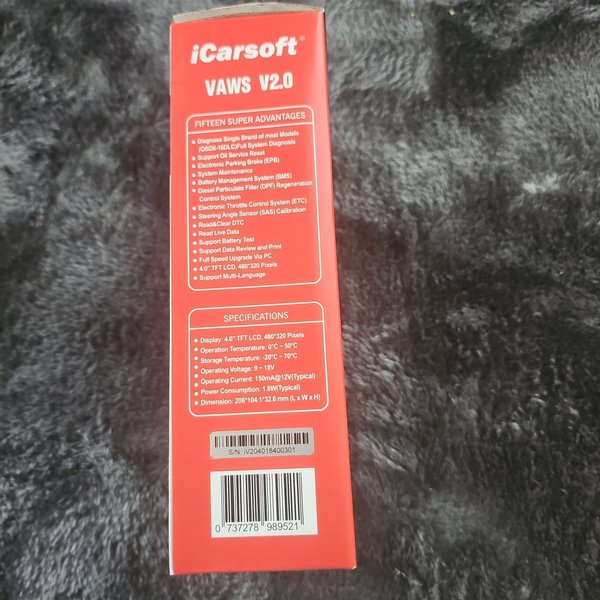 iCarsoft®
VAWS V2.0
FIFTEEN SUPER ADVANTAGES
• Diagnose Single Brand of most Models
(OBDII-16DLC)Full System Diagnosis
• Support Oil Service Reset
• Electronic Parking Brake (EPB)
• System Maintenance
• Battery Management System (BMS)
• Diesel Particulate Filter (DPF) Regeneration
Control System
• Electronic Throttle Control System (ETC)
• Steering Angle Sensor (SAS) Calibration
• Read&Clear DTC
• Read Live Data
• Support Battery Test
• Support Data Review and Print
• Full Speed Upgrade Via PC
• 4.0" TFT LCD, 480*320 Pixels
• Support Multi-Language
SPECIFICATIONS
• Display: 4.0" TFT LCD, 480*320 Pixels
• Operation Temperature: 0°C ~ 50°C
• Storage Temperature: -20°C ~ 70°C
• Operating Voltage: 9 ~ 18V
• Operating Current: 150mA@12V(Typical)
• Power Consumption: 1.8W(Typical)
• Dimension: 206*104.1*32.6 mm (L x W x H)
S/N: iV204018400301
0 737278 989521